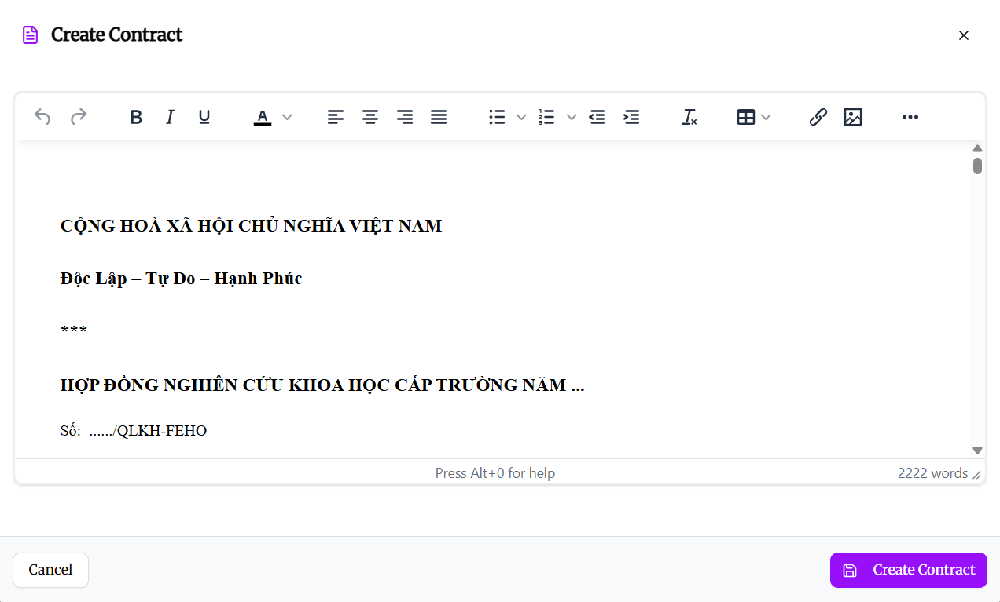 Create Contract
CỘNG HOÀ XÃ HỘI CHỦ NGHĨA VIỆT NAM
Độc Lập – Tự Do – Hạnh Phúc
***
HỢP ĐỒNG NGHIÊN CỨU KHOA HỌC CẤP TRƯỜNG NĂM ...
Số:  ....../QLKH-FEHO
Press Alt+0 for help
2222 words
Cancel
Create Contract